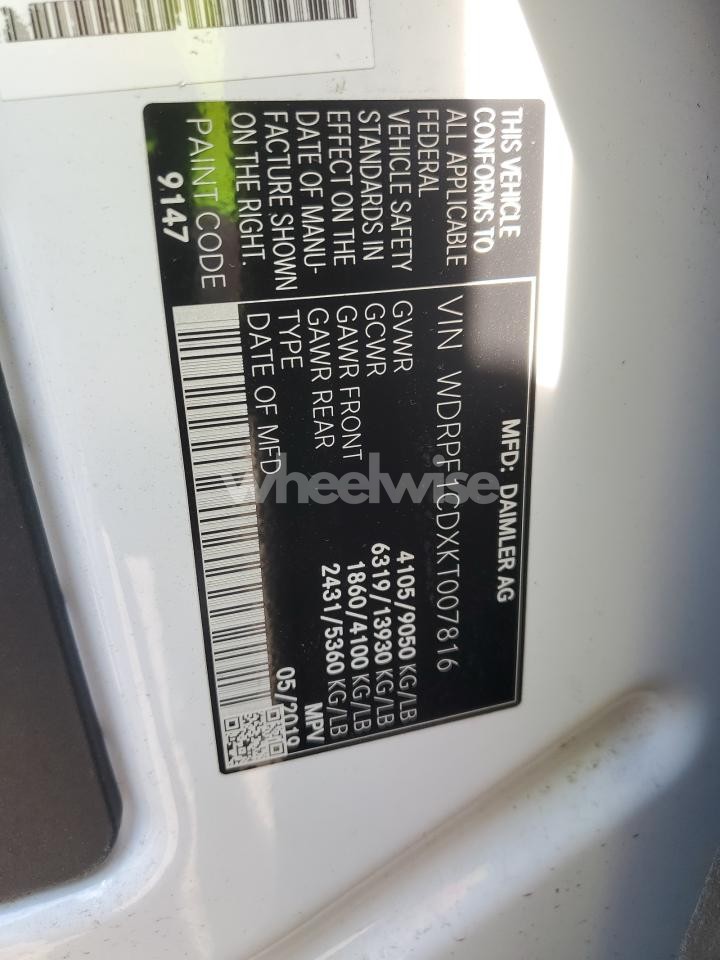 THIS VEHICLE
CONFORMS TO
ALL APPLICABLE
FEDERAL
VEHICLE SAFETY
STANDARDS IN
EFFECT ON THE
DATE OF MANU-
FACTURE SHOWN
ON THE RIGHT.
PAINT CODE
9147
MFD: DAIMLER AG
VIN WDRPF1CDXKT007816
GVWR 4105/9050 KG/LB
GCWR 6319/13930 KG/LB
GAWR FRONT 1860/4100 KG/LB
GAWR REAR 2431/5360 KG/LB
TYPE MPV
DATE OF MFD 05/2019
wheelwise